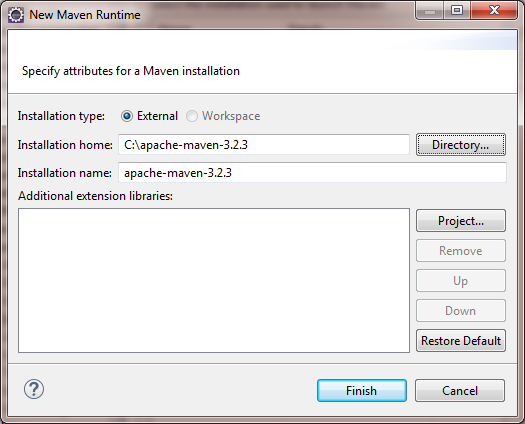 New Maven Runtime
Specify attributes for a Maven installation
Installation type: External Workspace
Installation home: C:\apache-maven-3.2.3 Directory...
Installation name: apache-maven-3.2.3
Additional extension libraries:
Project...
Remove
Up
Down
Restore Default
? Finish Cancel